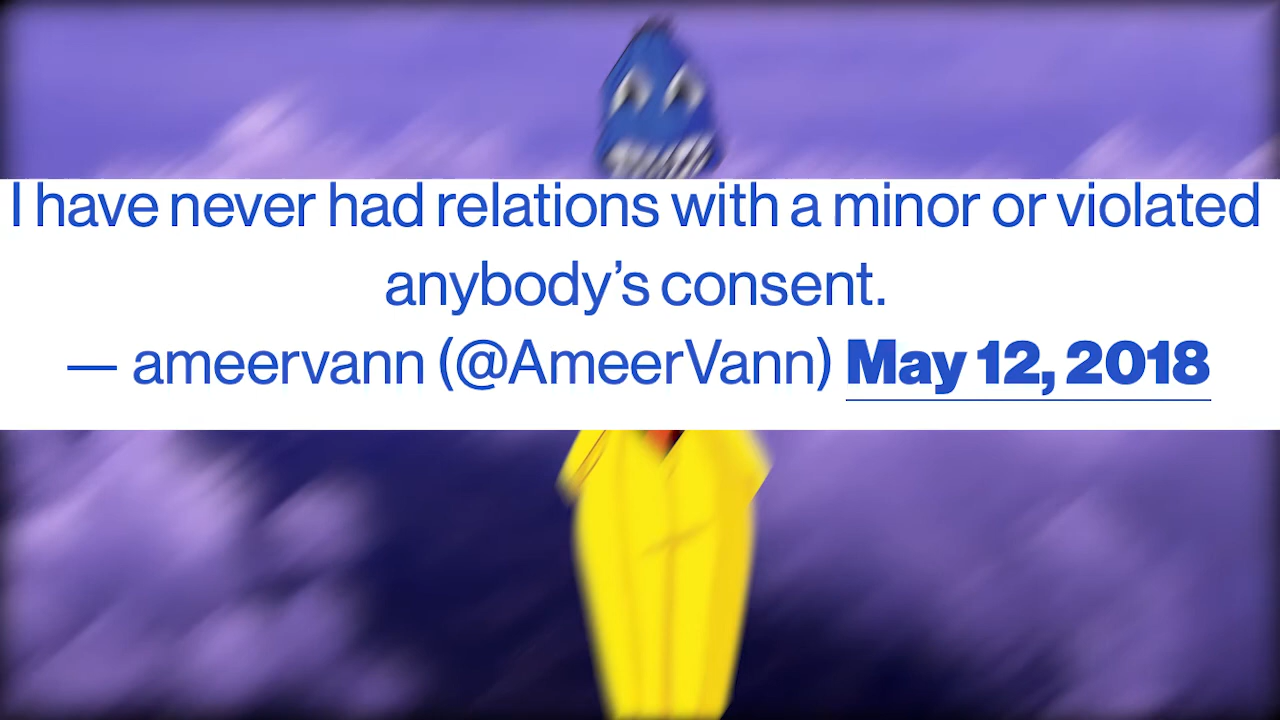 I have never had relations with a minor or violated
anybody’s consent.
— ameervann (@AmeerVann) May 12, 2018